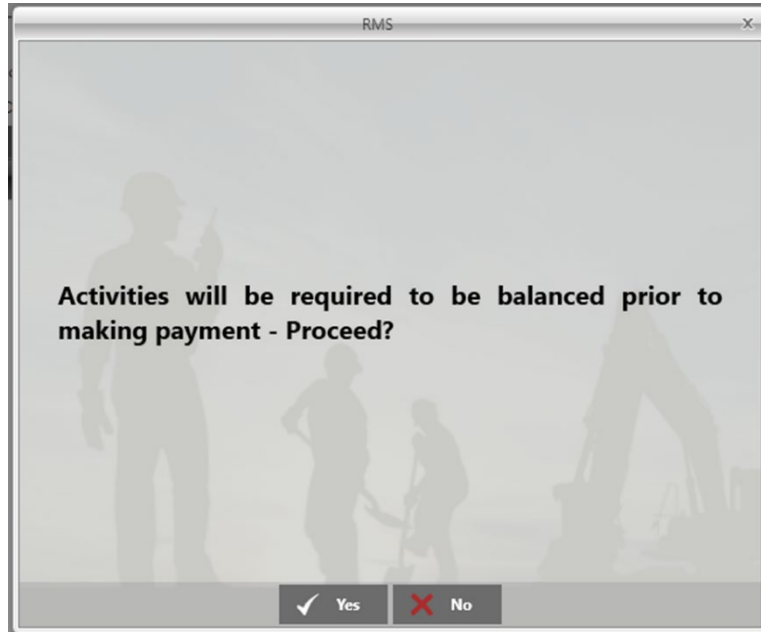 RMS
Activities will be required to be balanced prior to
making payment - Proceed?
Yes No